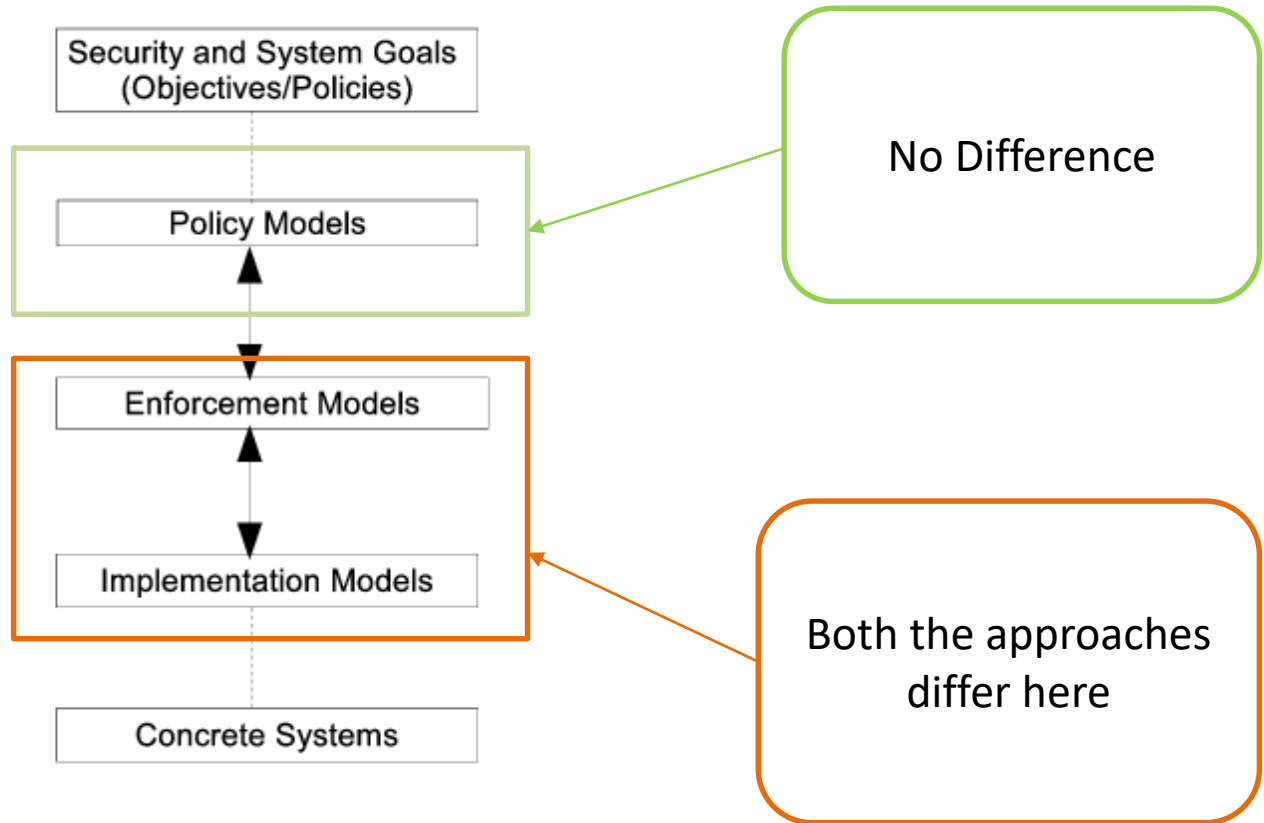 Security and System Goals
(Objectives/Policies)
No Difference
Policy Models
Enforcement Models
Implementation Models
Both the approaches
differ here
Concrete Systems